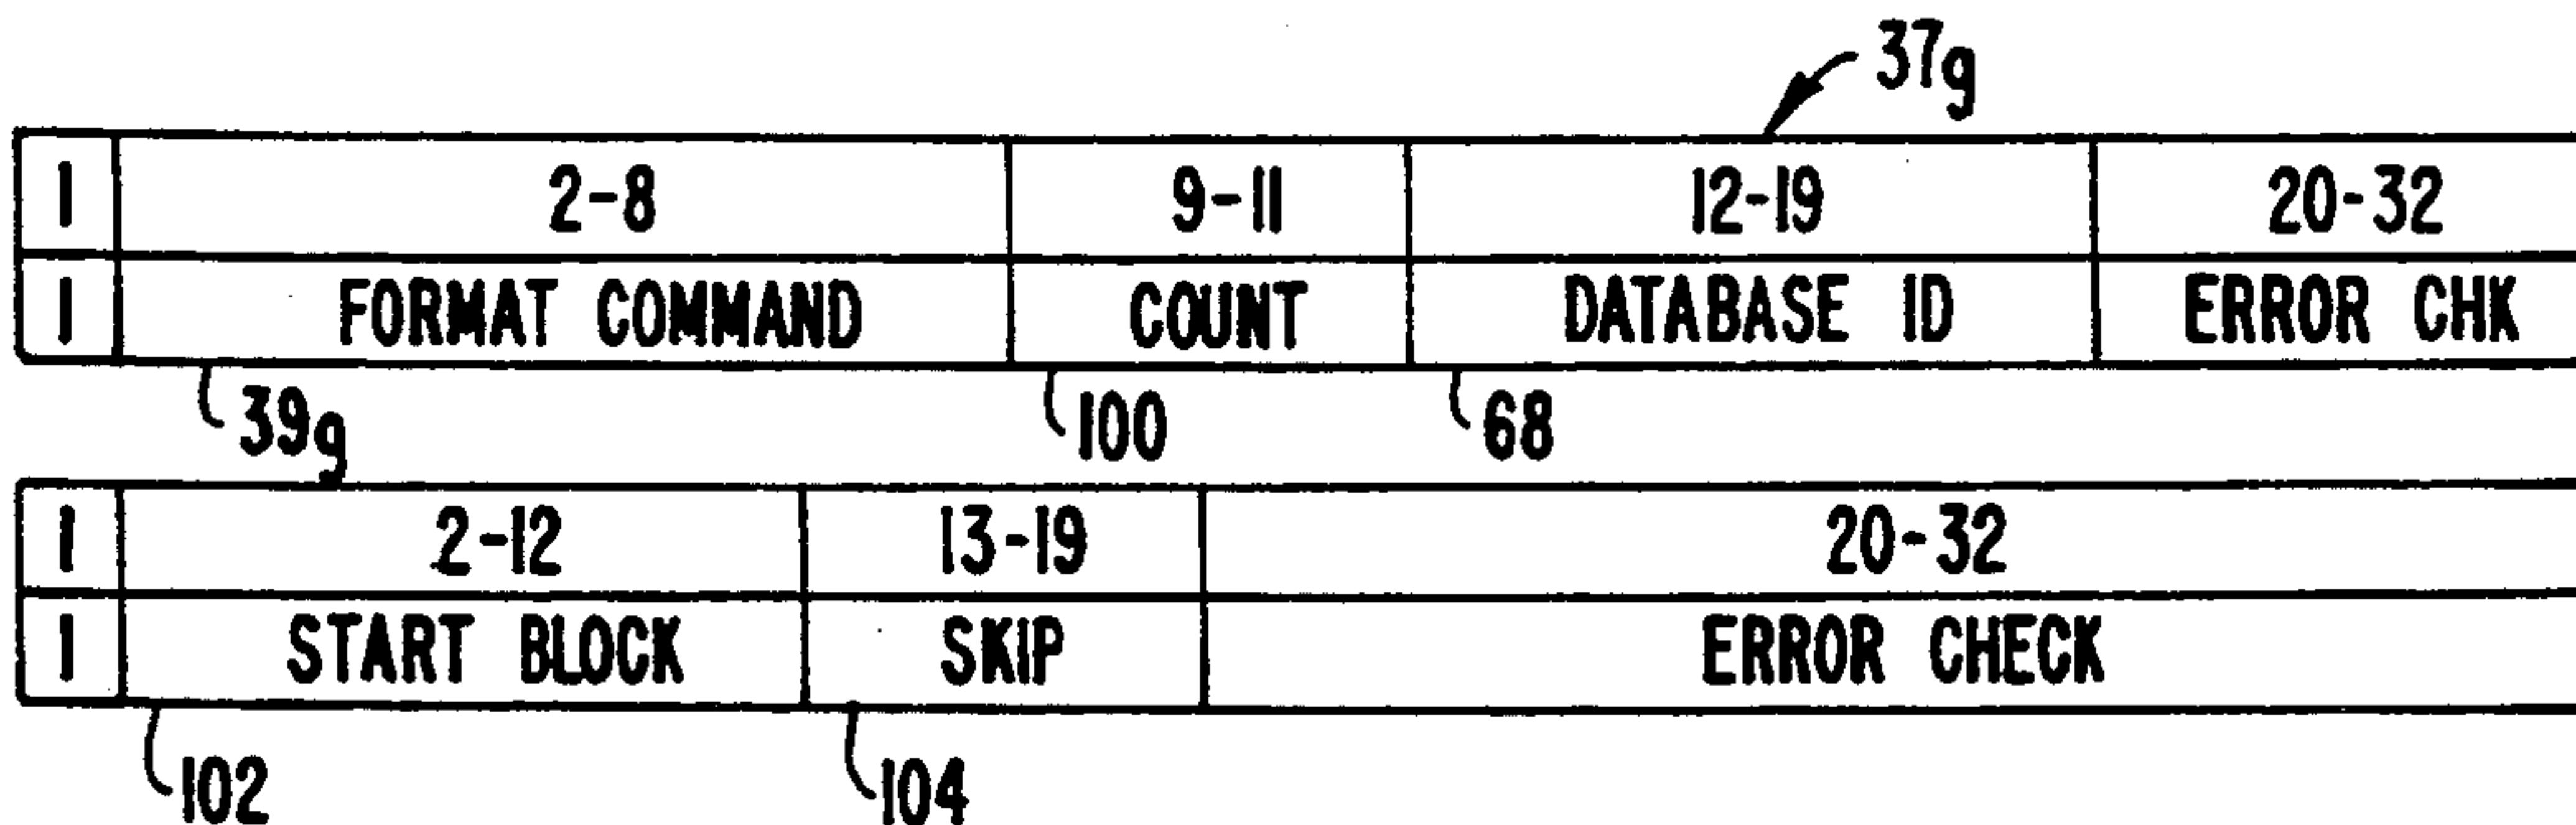 37g
1 2-8 9-11 12-19 20-32
1 FORMAT COMMAND COUNT DATABASE ID ERROR CHK
39g 100 68
1 2-12 13-19 20-32
1 START BLOCK SKIP ERROR CHECK
102 104